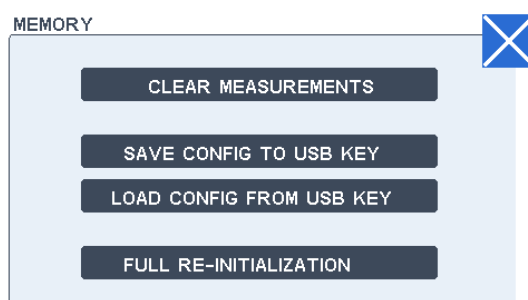 MEMORY
CLEAR MEASUREMENTS
SAVE CONFIG TO USB KEY
LOAD CONFIG FROM USB KEY
FULL RE-INITIALIZATION